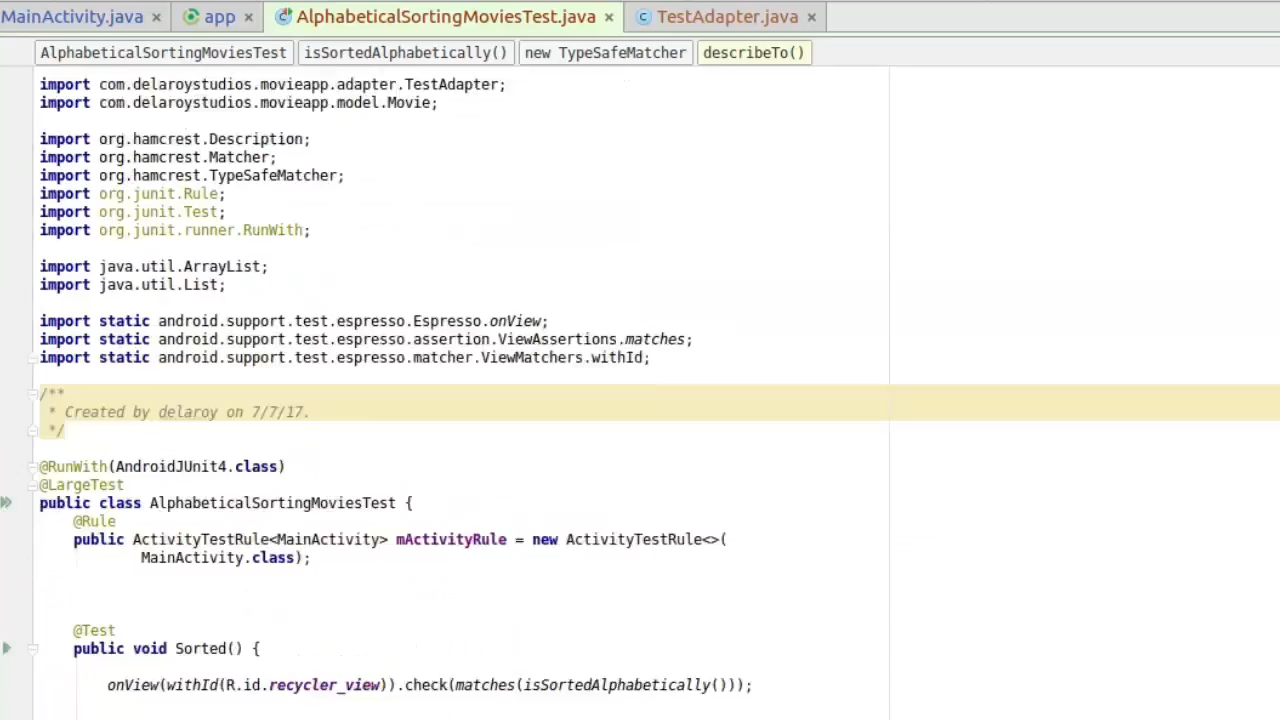 MainActivity.java × app × AlphabeticalSortingMoviesTest.java × TestAdapter.java ×
AlphabeticalSortingMoviesTest isSortedAlphabetically() new TypeSafeMatcher describeTo()
import com.delaroystudios.movieapp.adapter.TestAdapter;
import com.delaroystudios.movieapp.model.Movie;
import org.hamcrest.Description;
import org.hamcrest.Matcher;
import org.hamcrest.TypeSafeMatcher;
import org.junit.Rule;
import org.junit.Test;
import org.junit.runner.RunWith;
import java.util.ArrayList;
import java.util.List;
import static android.support.test.espresso.Espresso.onView;
import static android.support.test.espresso.assertion.ViewAssertions.matches;
import static android.support.test.espresso.matcher.ViewMatchers.withId;
/**
* Created by delaroy on 7/7/17.
*/
@RunWith(AndroidJUnit4.class)
@LargeTest
public class AlphabeticalSortingMoviesTest {
@Rule
public ActivityTestRule<MainActivity> mActivityRule = new ActivityTestRule<>(
MainActivity.class);
@Test
public void Sorted() {
onView(withId(R.id.recycler_view)).check(matches(isSortedAlphabetically()));